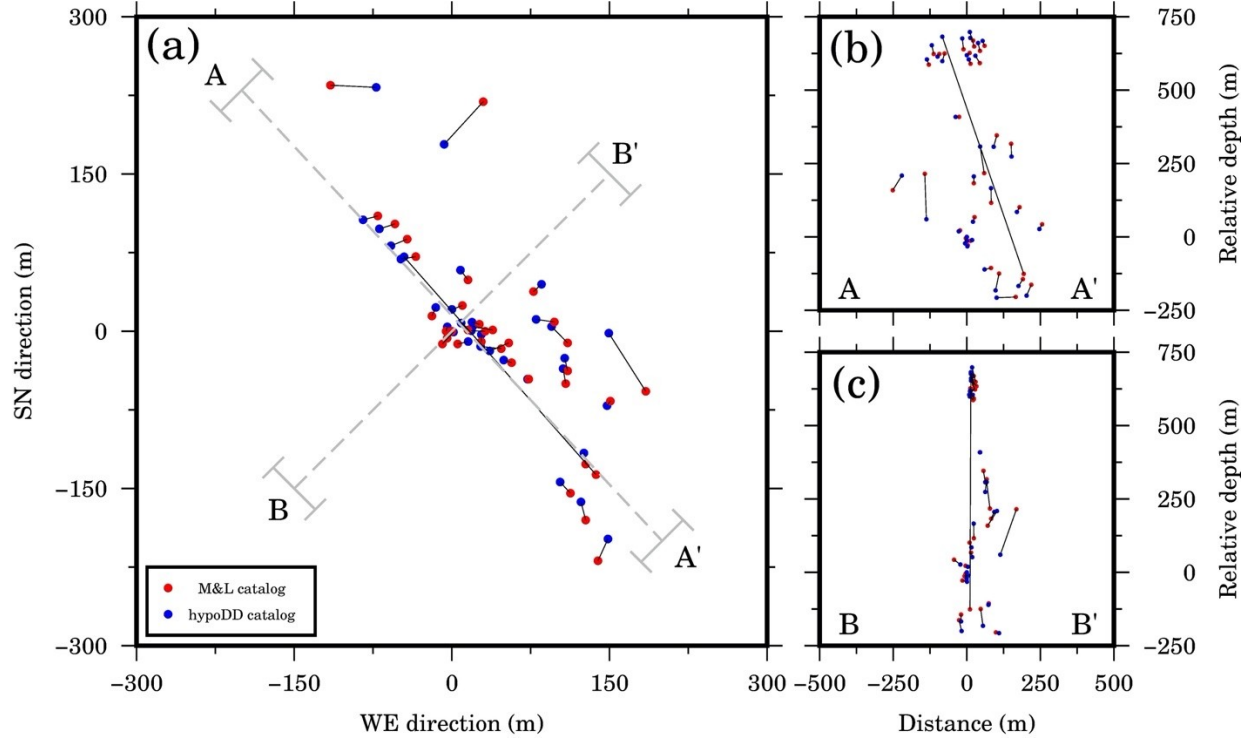 (a)
A
B'
B
A'
300
150
0
−150
−300
SN direction (m)
−300
−150
0
150
300
WE direction (m)
M&L catalog
hypoDD catalog
(b)
A
A'
750
500
250
0
−250
Relative depth (m)
(c)
B
B'
750
500
250
0
−250
Relative depth (m)
−500
−250
0
250
500
Distance (m)